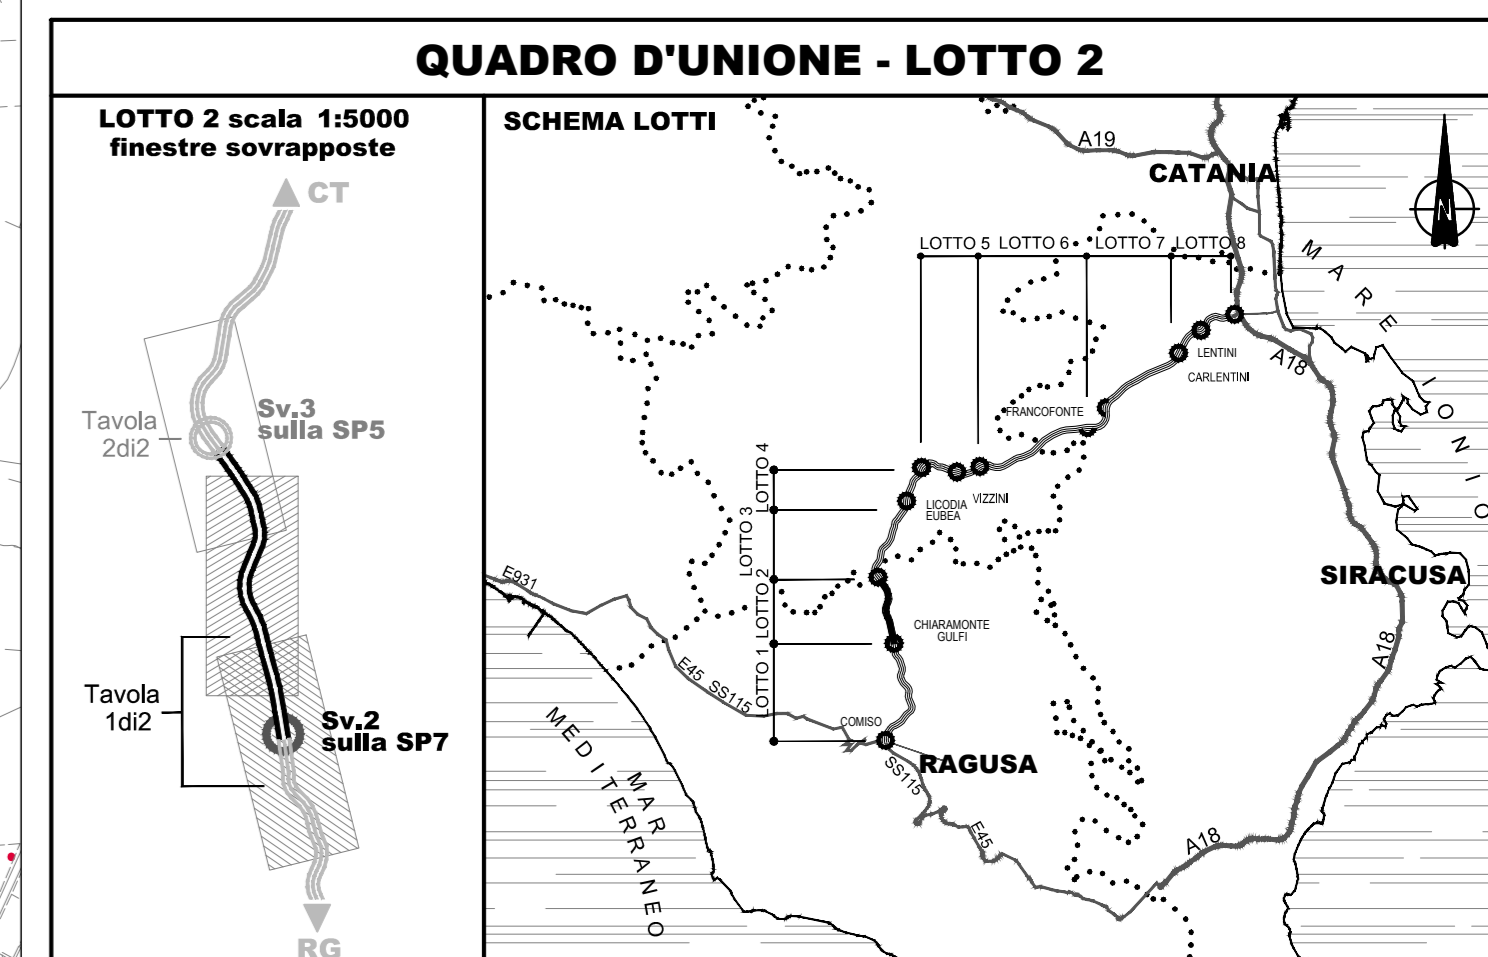 QUADRO D'UNIONE - LOTTO 2
LOTTO 2 scala 1:5000
finestre sovrapposte
CT
Tavola
2di2
Sv.3
sulla SP5
Tavola
1di2
Sv.2
sulla SP7
RG
SCHEMA LOTTI
A19
CATANIA
N
LOTTO 5
LOTTO 6
LOTTO 7
LOTTO 8
MARE IONIO
LENTINI
CARLENTINI
A18
FRANCOFONTE
LOTTO 4
LOTTO 3
LOTTO 2
LOTTO 1
LICODIA
EUBEA
VIZZINI
E931
SIRACUSA
CHIARAMONTE
GULFI
A18
E45 SS115
COMISO
RAGUSA
SS115
E45
A18
MAR
MEDITERRANEO